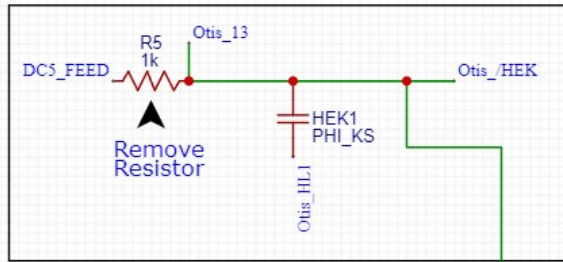 Otis_13
R5
1k
DC5_FEED
Otis_/HEK
HEK1
PHI_KS
Remove
Resistor
Otis_HL1